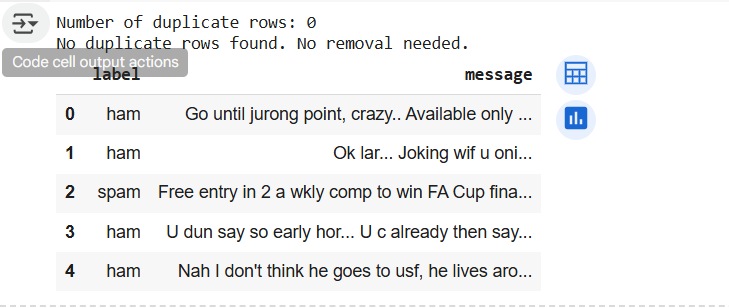 Number of duplicate rows: 0
No duplicate rows found. No removal needed.
Code cell output actions
label message
0 ham Go until jurong point, crazy.. Available only ...
1 ham Ok lar... Joking wif u oni...
2 spam Free entry in 2 a wkly comp to win FA Cup fina...
3 ham U dun say so early hor... U c already then say...
4 ham Nah I don't think he goes to usf, he lives aro...